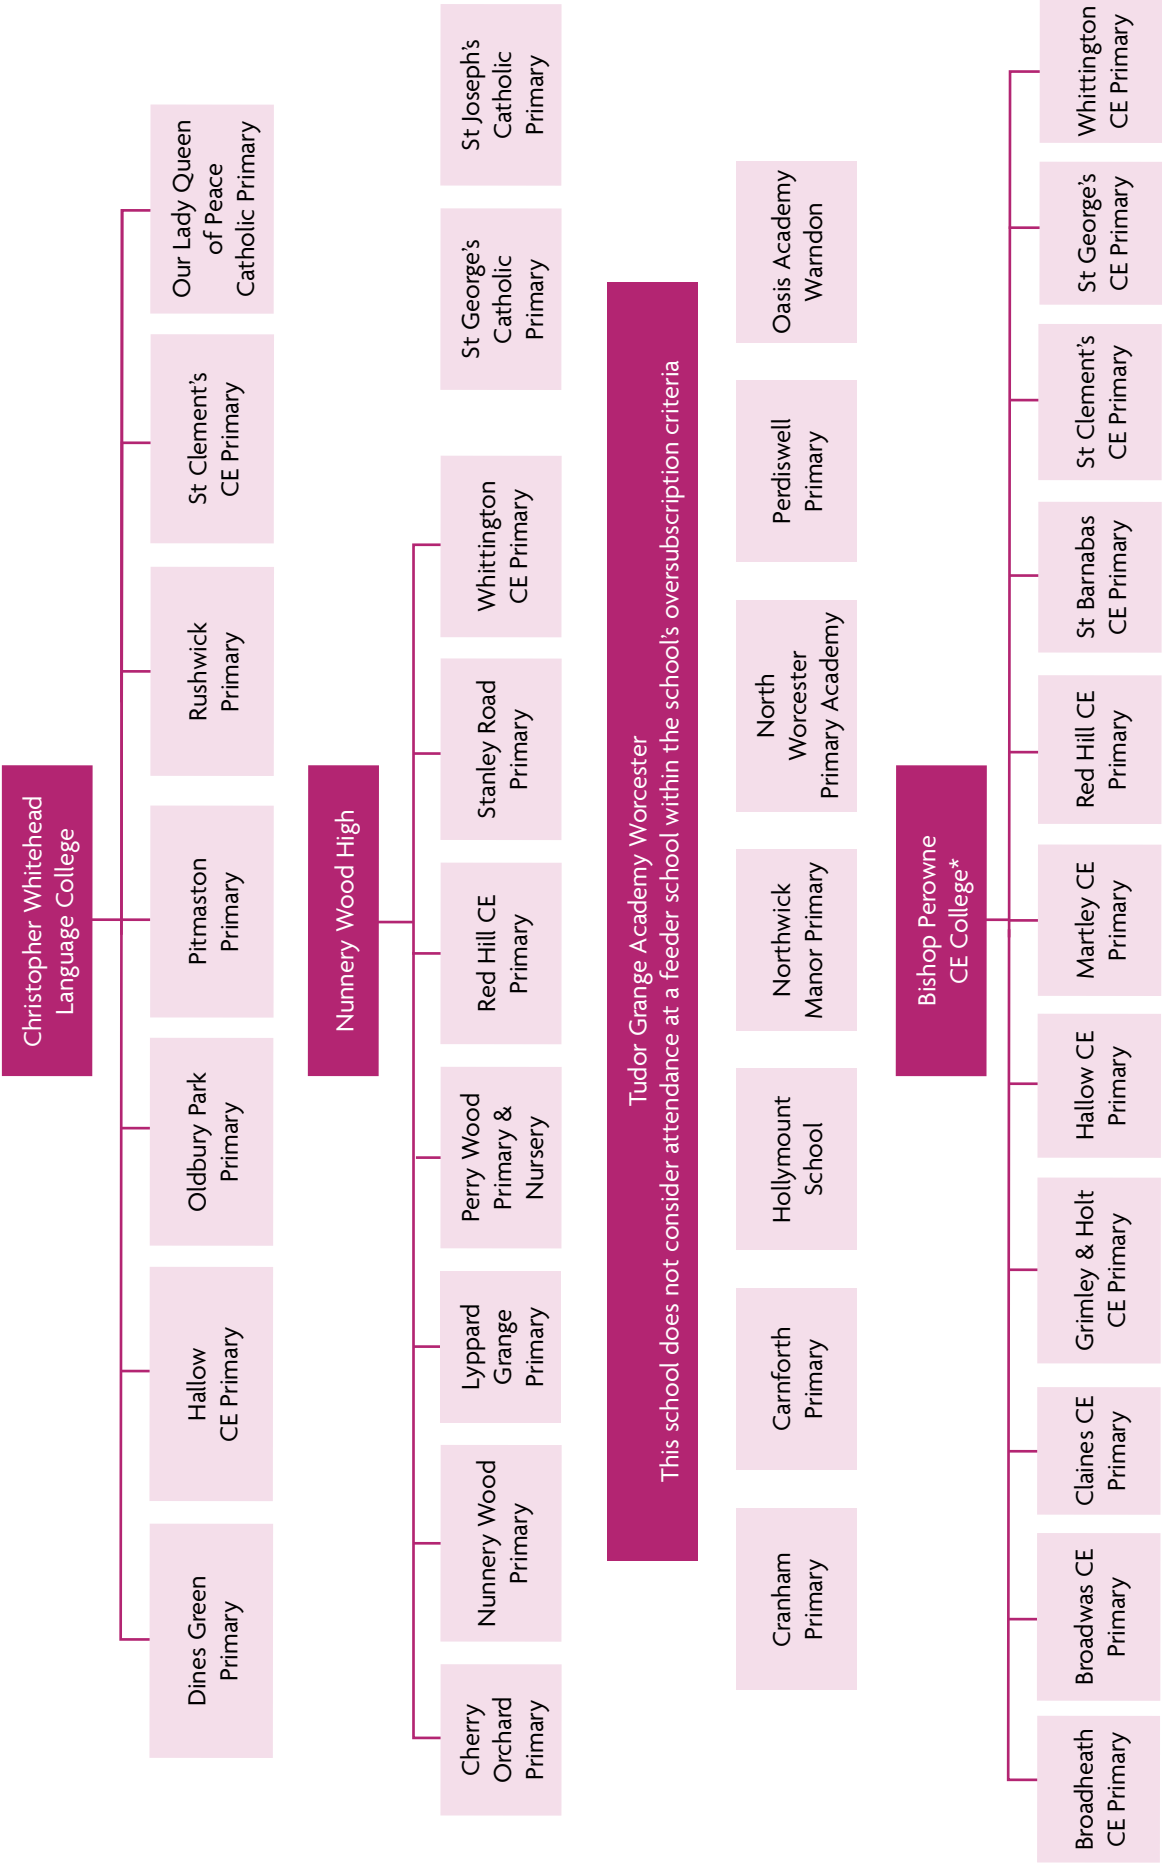 Christopher Whitehead
Language College
Dines Green
Primary
Hallow
CE Primary
Oldbury Park
Primary
Pitmaston
Primary
Rushwick
Primary
St Clement's
CE Primary
Our Lady Queen
of Peace
Catholic Primary
Nunnery Wood High
Cherry
Orchard
Primary
Nunnery Wood
Primary
Lyppard
Grange
Primary
Perry Wood
Primary &
Nursery
Red Hill CE
Primary
Stanley Road
Primary
Whittington
CE Primary
St George's
Catholic
Primary
St Joseph's
Catholic
Primary
Tudor Grange Academy Worcester
This school does not consider attendance at a feeder school within the school's oversubscription criteria
Cranham
Primary
Carnforth
Primary
Hollymount
School
Northwick
Manor Primary
North
Worcester
Primary Academy
Perdiswell
Primary
Oasis Academy
Warndon
Bishop Perowne
CE College*
Broadheath
CE Primary
Broadwas CE
Primary
Claines CE
Primary
Grimley & Holt
CE Primary
Hallow CE
Primary
Martley CE
Primary
Red Hill CE
Primary
St Barnabas
CE Primary
St Clement's
CE Primary
St George's
CE Primary
Whittington
CE Primary